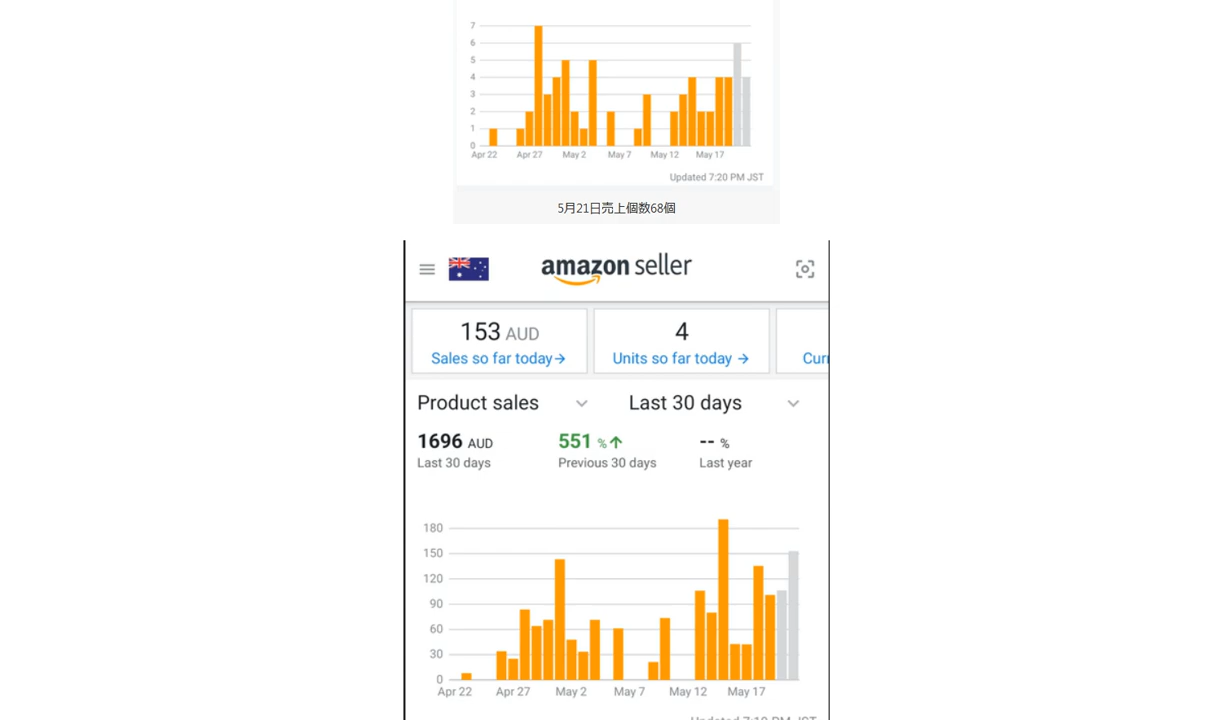 7
6
5
4
3
2
1
0
Apr 22 Apr 27 May 2 May 7 May 12 May 17
Updated 7:20 PM JST
5月21日売上個数68個
amazon seller
153 AUD
Sales so far today→
4
Units so far today →
Curr
Product sales
Last 30 days
1696 AUD
Last 30 days
551 %↑
Previous 30 days
-- %
Last year
180
150
120
90
60
30
0
Apr 22 Apr 27 May 2 May 7 May 12 May 17